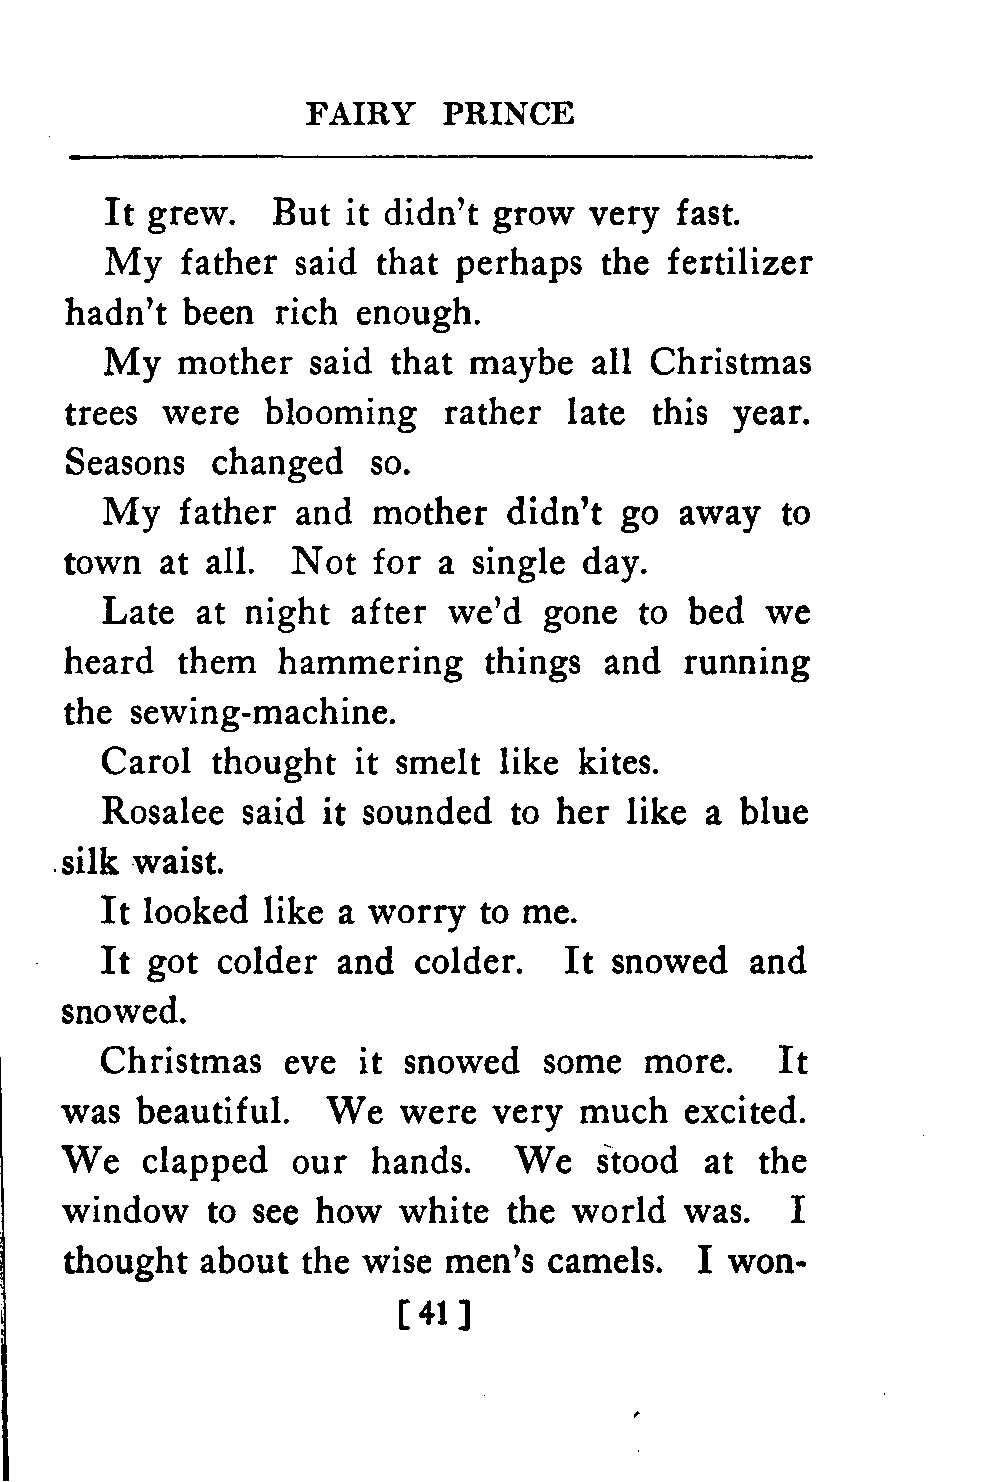 FAIRY PRINCE
It grew. But it didn't grow very fast.
My father said that perhaps the fertilizer
hadn't been rich enough.
My mother said that maybe all Christmas
trees were blooming rather late this year.
Seasons changed so.
My father and mother didn't go away to
town at all. Not for a single day.
Late at night after we'd gone to bed we
heard them hammering things and running
the sewing-machine.
Carol thought it smelt like kites.
Rosalee said it sounded to her like a blue
silk waist.
It looked like a worry to me.
It got colder and colder. It snowed and
snowed.
Christmas eve it snowed some more. It
was beautiful. We were very much excited.
We clapped our hands. We stood at the
window to see how white the world was. I
thought about the wise men's camels. I won-
[41]